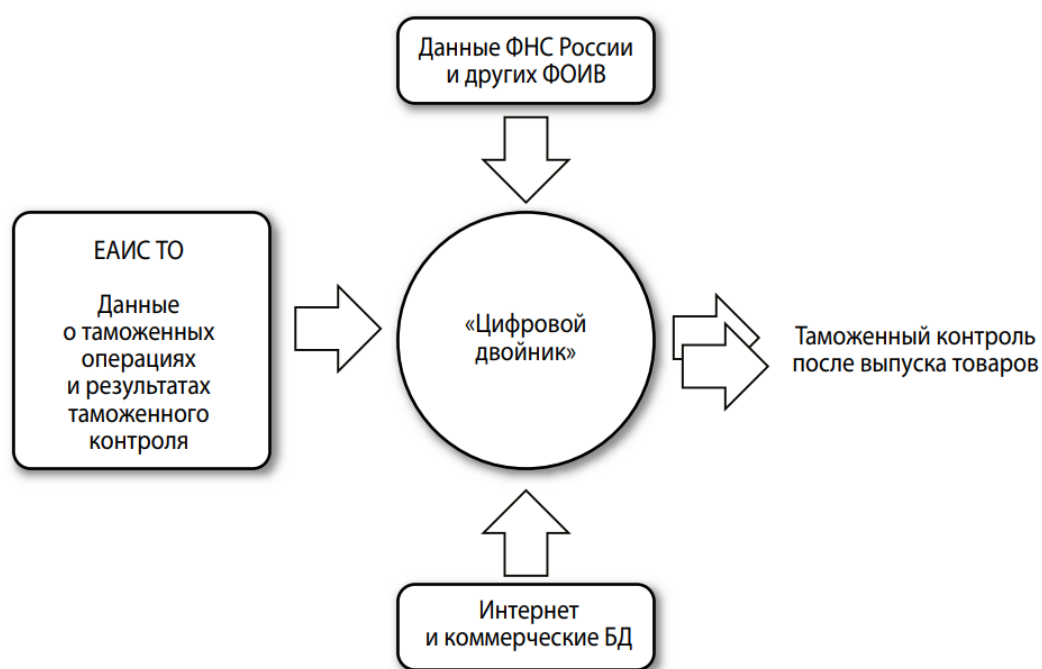 Данные ФНС России
и других ФОИВ
ЕАИС ТО
Данные
о таможенных
операциях
и результатах
таможенного
контроля
«Цифровой
двойник»
Таможенный контроль
после выпуска товаров
Интернет
и коммерческие БД